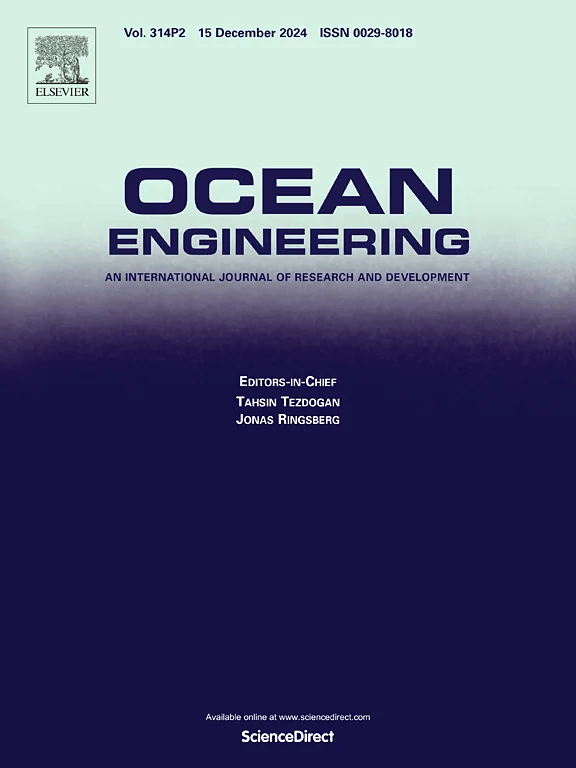 Vol. 314P2 15 December 2024 ISSN 0029-8018
ELSEVIER
OCEAN
ENGINEERING
AN INTERNATIONAL JOURNAL OF RESEARCH AND DEVELOPMENT
EDITORS-IN-CHIEF
TAHSIN TEZDOGAN
JONAS RINGSBERG
Available online at www.sciencedirect.com
ScienceDirect